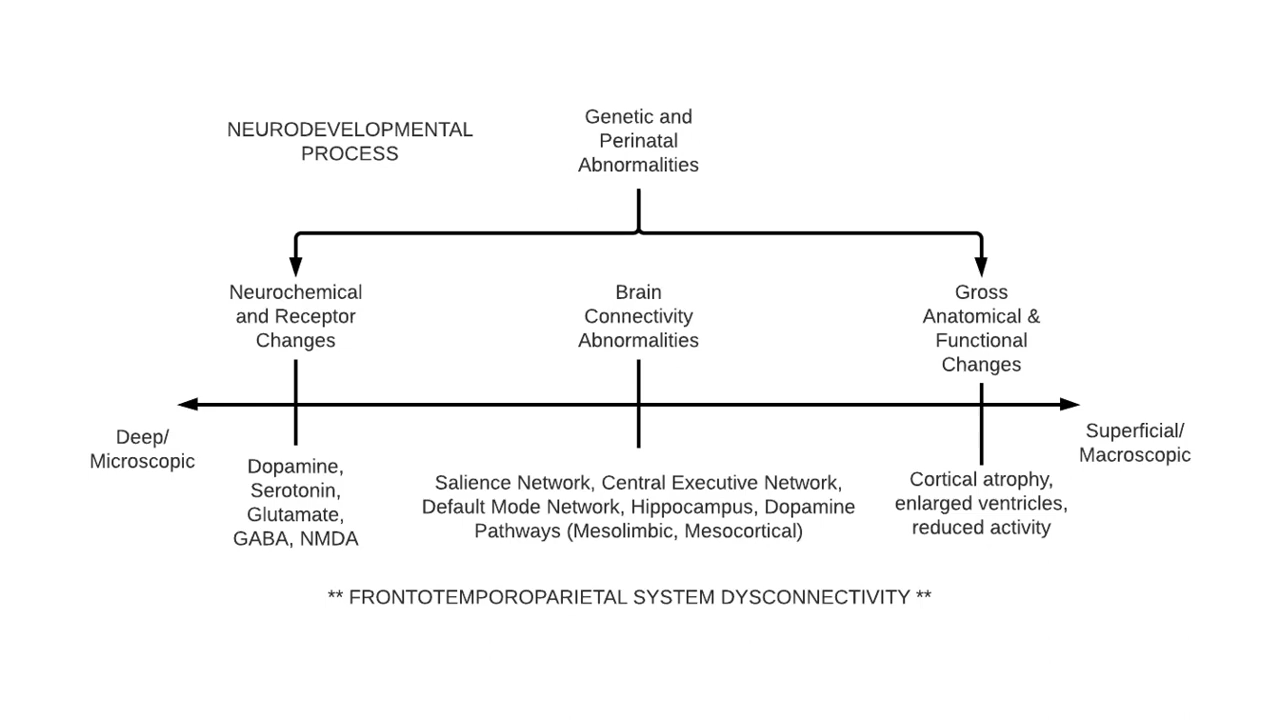 NEURODEVELOPMENTAL
PROCESS
Genetic and
Perinatal
Abnormalities
Neurochemical
and Receptor
Changes
Brain
Connectivity
Abnormalities
Gross
Anatomical &
Functional
Changes
Deep/
Microscopic
Superficial/
Macroscopic
Dopamine,
Serotonin,
Glutamate,
GABA, NMDA
Salience Network, Central Executive Network,
Default Mode Network, Hippocampus, Dopamine
Pathways (Mesolimbic, Mesocortical)
Cortical atrophy,
enlarged ventricles,
reduced activity
** FRONTOTEMPOROPARIETAL SYSTEM DYSCONNECTIVITY **